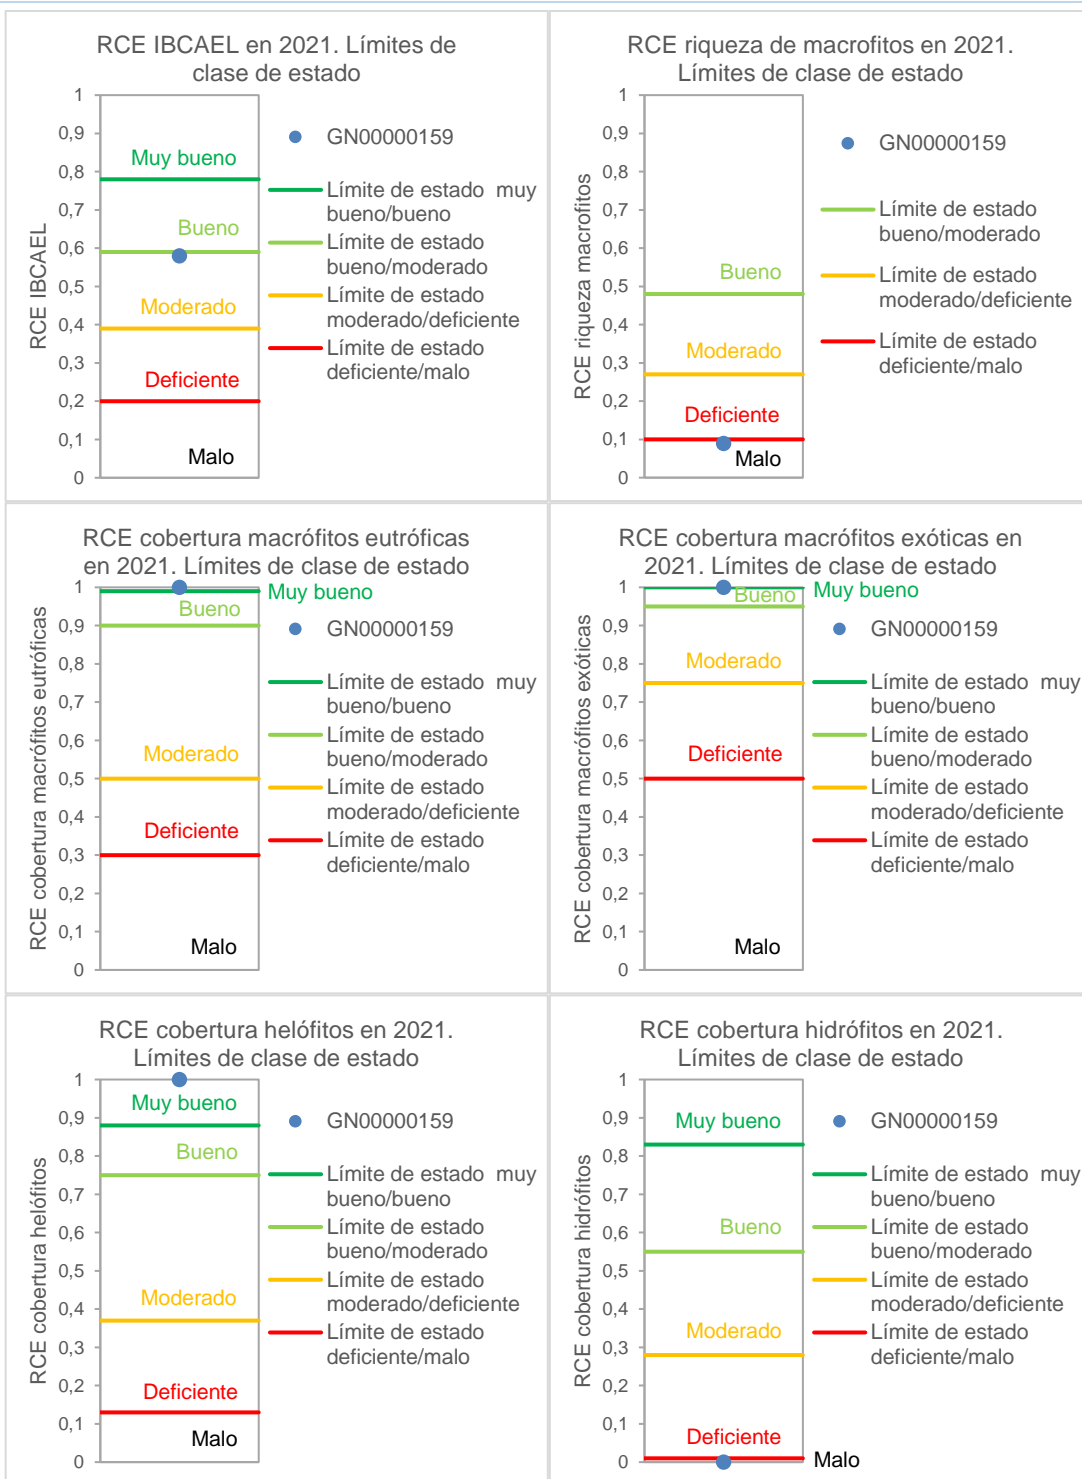 RCE IBCAEL en 2021. Límites de
clase de estado
RCE IBCAEL
1
0,9
0,8
0,7
0,6
0,5
0,4
0,3
0,2
0,1
0
Muy bueno
Bueno
Moderado
Deficiente
Malo
GN00000159
Límite de estado muy
bueno/bueno
Límite de estado
bueno/moderado
Límite de estado
moderado/deficiente
Límite de estado
deficiente/malo
RCE riqueza de macrofitos en 2021.
Límites de clase de estado
RCE riqueza macrofitos
1
0,9
0,8
0,7
0,6
0,5
0,4
0,3
0,2
0,1
0
Bueno
Moderado
Deficiente
Malo
GN00000159
Límite de estado
bueno/moderado
Límite de estado
moderado/deficiente
Límite de estado
deficiente/malo
RCE cobertura macrófitos eutróficas
en 2021. Límites de clase de estado
RCE cobertura macrófitos eutróficas
1
0,9
0,8
0,7
0,6
0,5
0,4
0,3
0,2
0,1
0
Muy bueno
Bueno
Moderado
Deficiente
Malo
GN00000159
Límite de estado muy
bueno/bueno
Límite de estado
bueno/moderado
Límite de estado
moderado/deficiente
Límite de estado
deficiente/malo
RCE cobertura macrófitos exóticas en
2021. Límites de clase de estado
RCE cobertura macrófitos exóticas
1
0,9
0,8
0,7
0,6
0,5
0,4
0,3
0,2
0,1
0
Muy bueno
Bueno
Moderado
Deficiente
Malo
GN00000159
Límite de estado muy
bueno/bueno
Límite de estado
bueno/moderado
Límite de estado
moderado/deficiente
Límite de estado
deficiente/malo
RCE cobertura helófitos en 2021.
Límites de clase de estado
RCE cobertura helófitos
1
0,9
0,8
0,7
0,6
0,5
0,4
0,3
0,2
0,1
0
Muy bueno
Bueno
Moderado
Deficiente
Malo
GN00000159
Límite de estado muy
bueno/bueno
Límite de estado
bueno/moderado
Límite de estado
moderado/deficiente
Límite de estado
deficiente/malo
RCE cobertura hidrófitos en 2021.
Límites de clase de estado
RCE cobertura hidrófitos
1
0,9
0,8
0,7
0,6
0,5
0,4
0,3
0,2
0,1
0
Muy bueno
Bueno
Moderado
Deficiente
Malo
GN00000159
Límite de estado muy
bueno/bueno
Límite de estado
bueno/moderado
Límite de estado
moderado/deficiente
Límite de estado
deficiente/malo